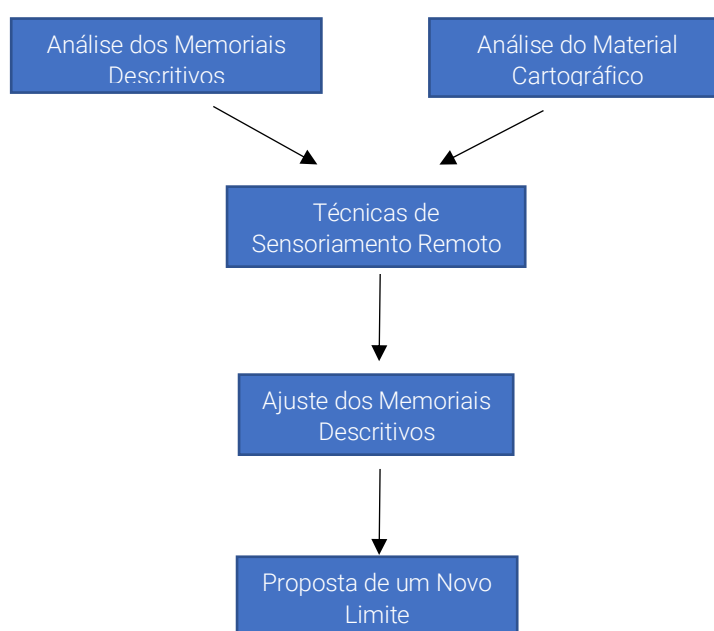 Análise dos Memoriais
Descritivos
Análise do Material
Cartográfico
Técnicas de
Sensoriamento Remoto
Ajuste dos Memoriais
Descritivos
Proposta de um Novo
Limite